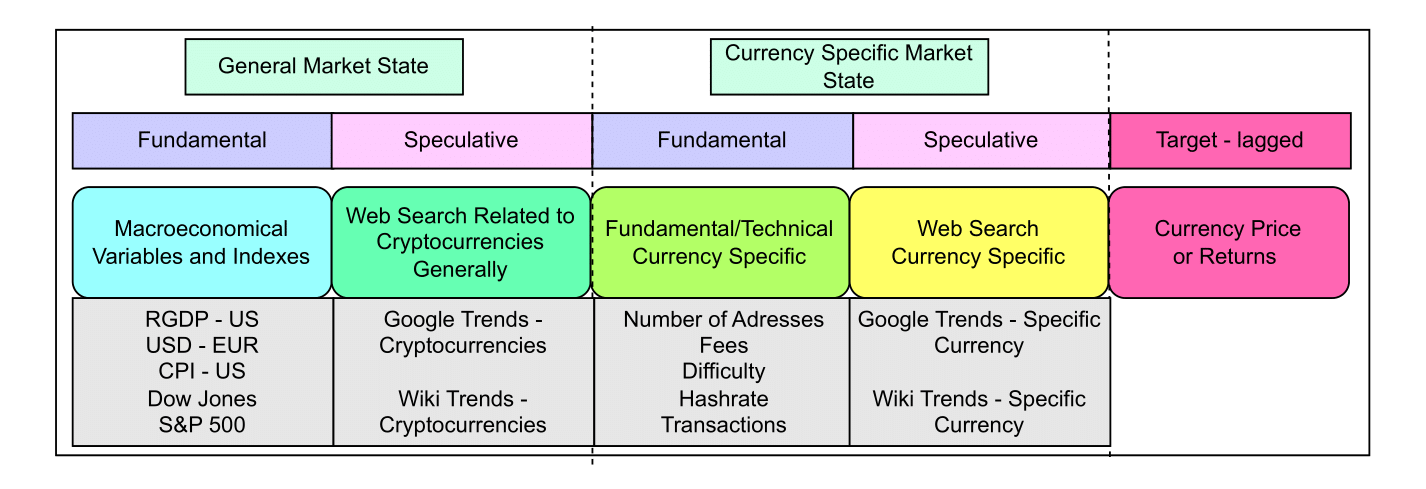 General Market State
Currency Specific Market
State
Fundamental
Speculative
Fundamental
Speculative
Target - lagged
Macroeconomical
Variables and Indexes
Web Search Related to
Cryptocurrencies
Generally
Fundamental/Technical
Currency Specific
Web Search
Currency Specific
Currency Price
or Returns
RGDP - US
USD - EUR
CPI - US
Dow Jones
S&P 500
Google Trends -
Cryptocurrencies
Wiki Trends -
Cryptocurrencies
Number of Adresses
Fees
Difficulty
Hashrate
Transactions
Google Trends - Specific
Currency
Wiki Trends - Specific
Currency